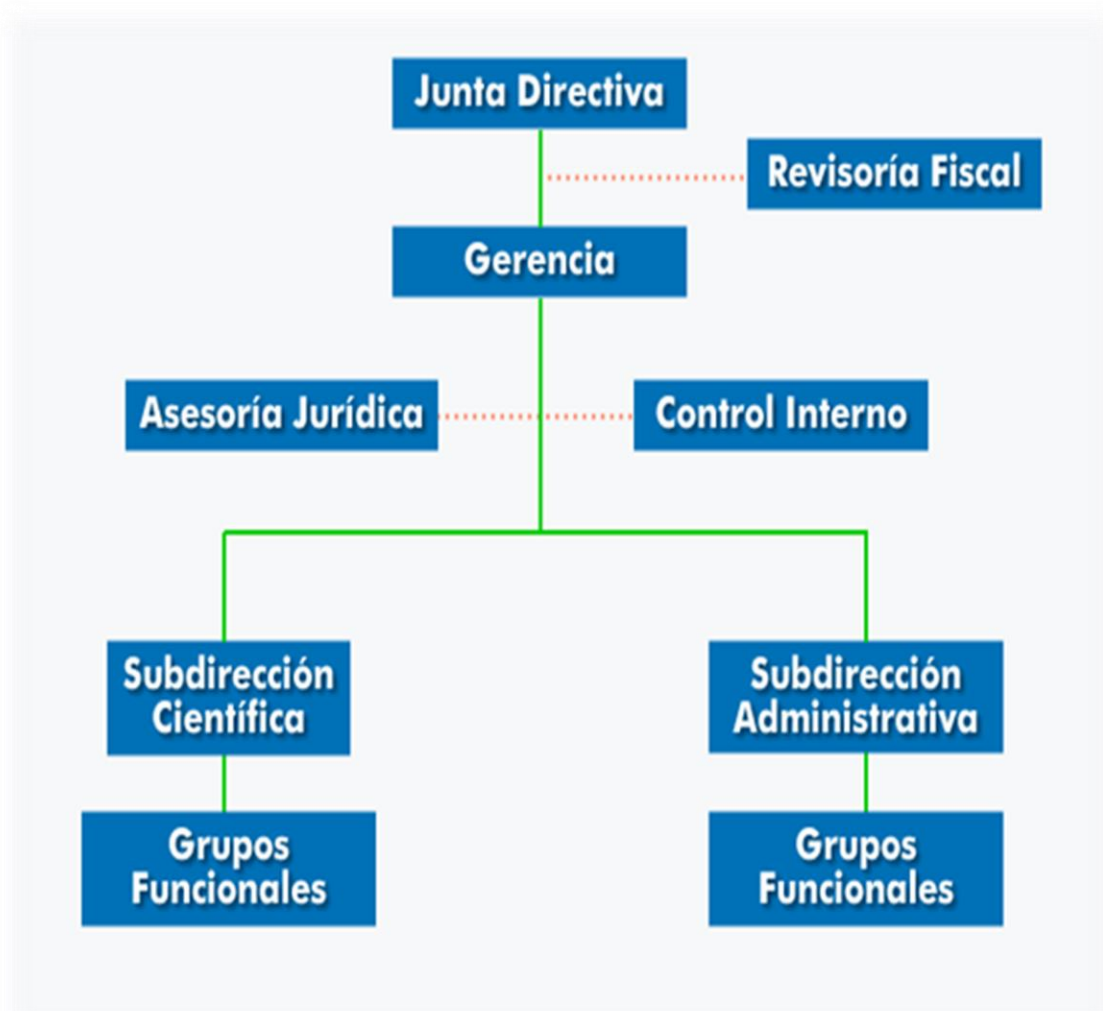 Junta Directiva
Revisoría Fiscal
Gerencia
Asesoría Jurídica
Control Interno
Subdirección
Científica
Subdirección
Administrativa
Grupos
Funcionales
Grupos
Funcionales